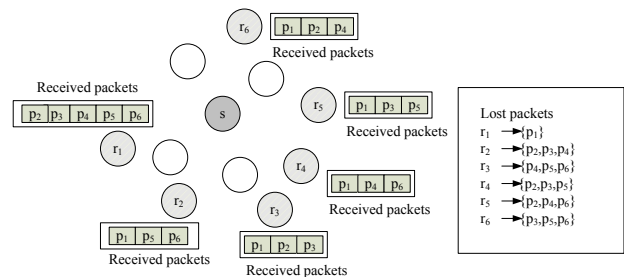 r6
p1 p2 p4
Received packets
Received packets
p2 p3 p4 p5 p6
r1
s
r5
p1 p3 p5
Received packets
r4
p1 p4 p6
Received packets
r2
p1 p5 p6
Received packets
r3
p1 p2 p3
Received packets
Lost packets
r1 → {p1}
r2 → {p2,p3,p4}
r3 → {p4,p5,p6}
r4 → {p2,p3,p5}
r5 → {p2,p4,p6}
r6 → {p3,p5,p6}